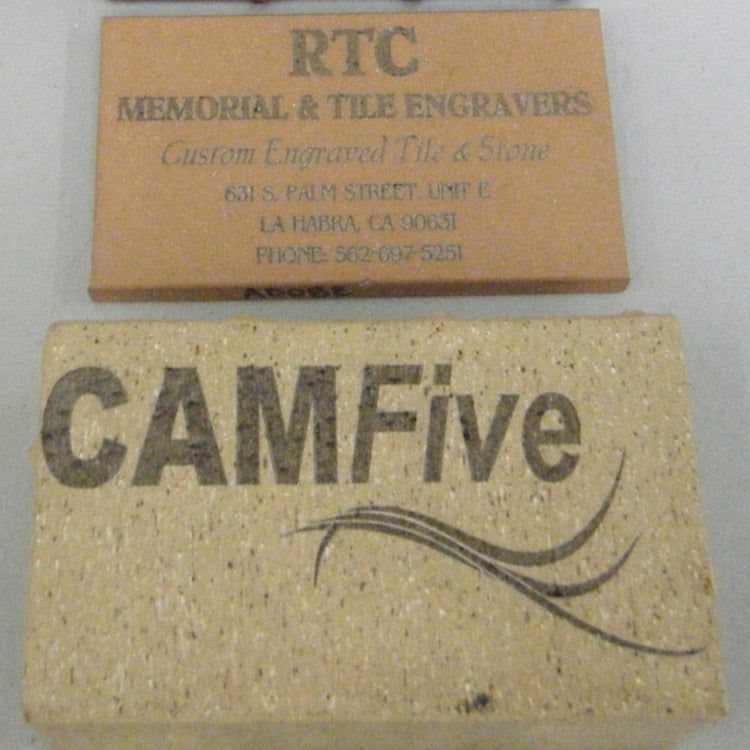 RTC
MEMORIAL & TILE ENGRAVERS
Custom Engraved Tile & Stone
631 S. PALM STREET, UNIT E
LA HABRA, CA 90631
PHONE: 562-697-5251
ADOBE
CAMFive